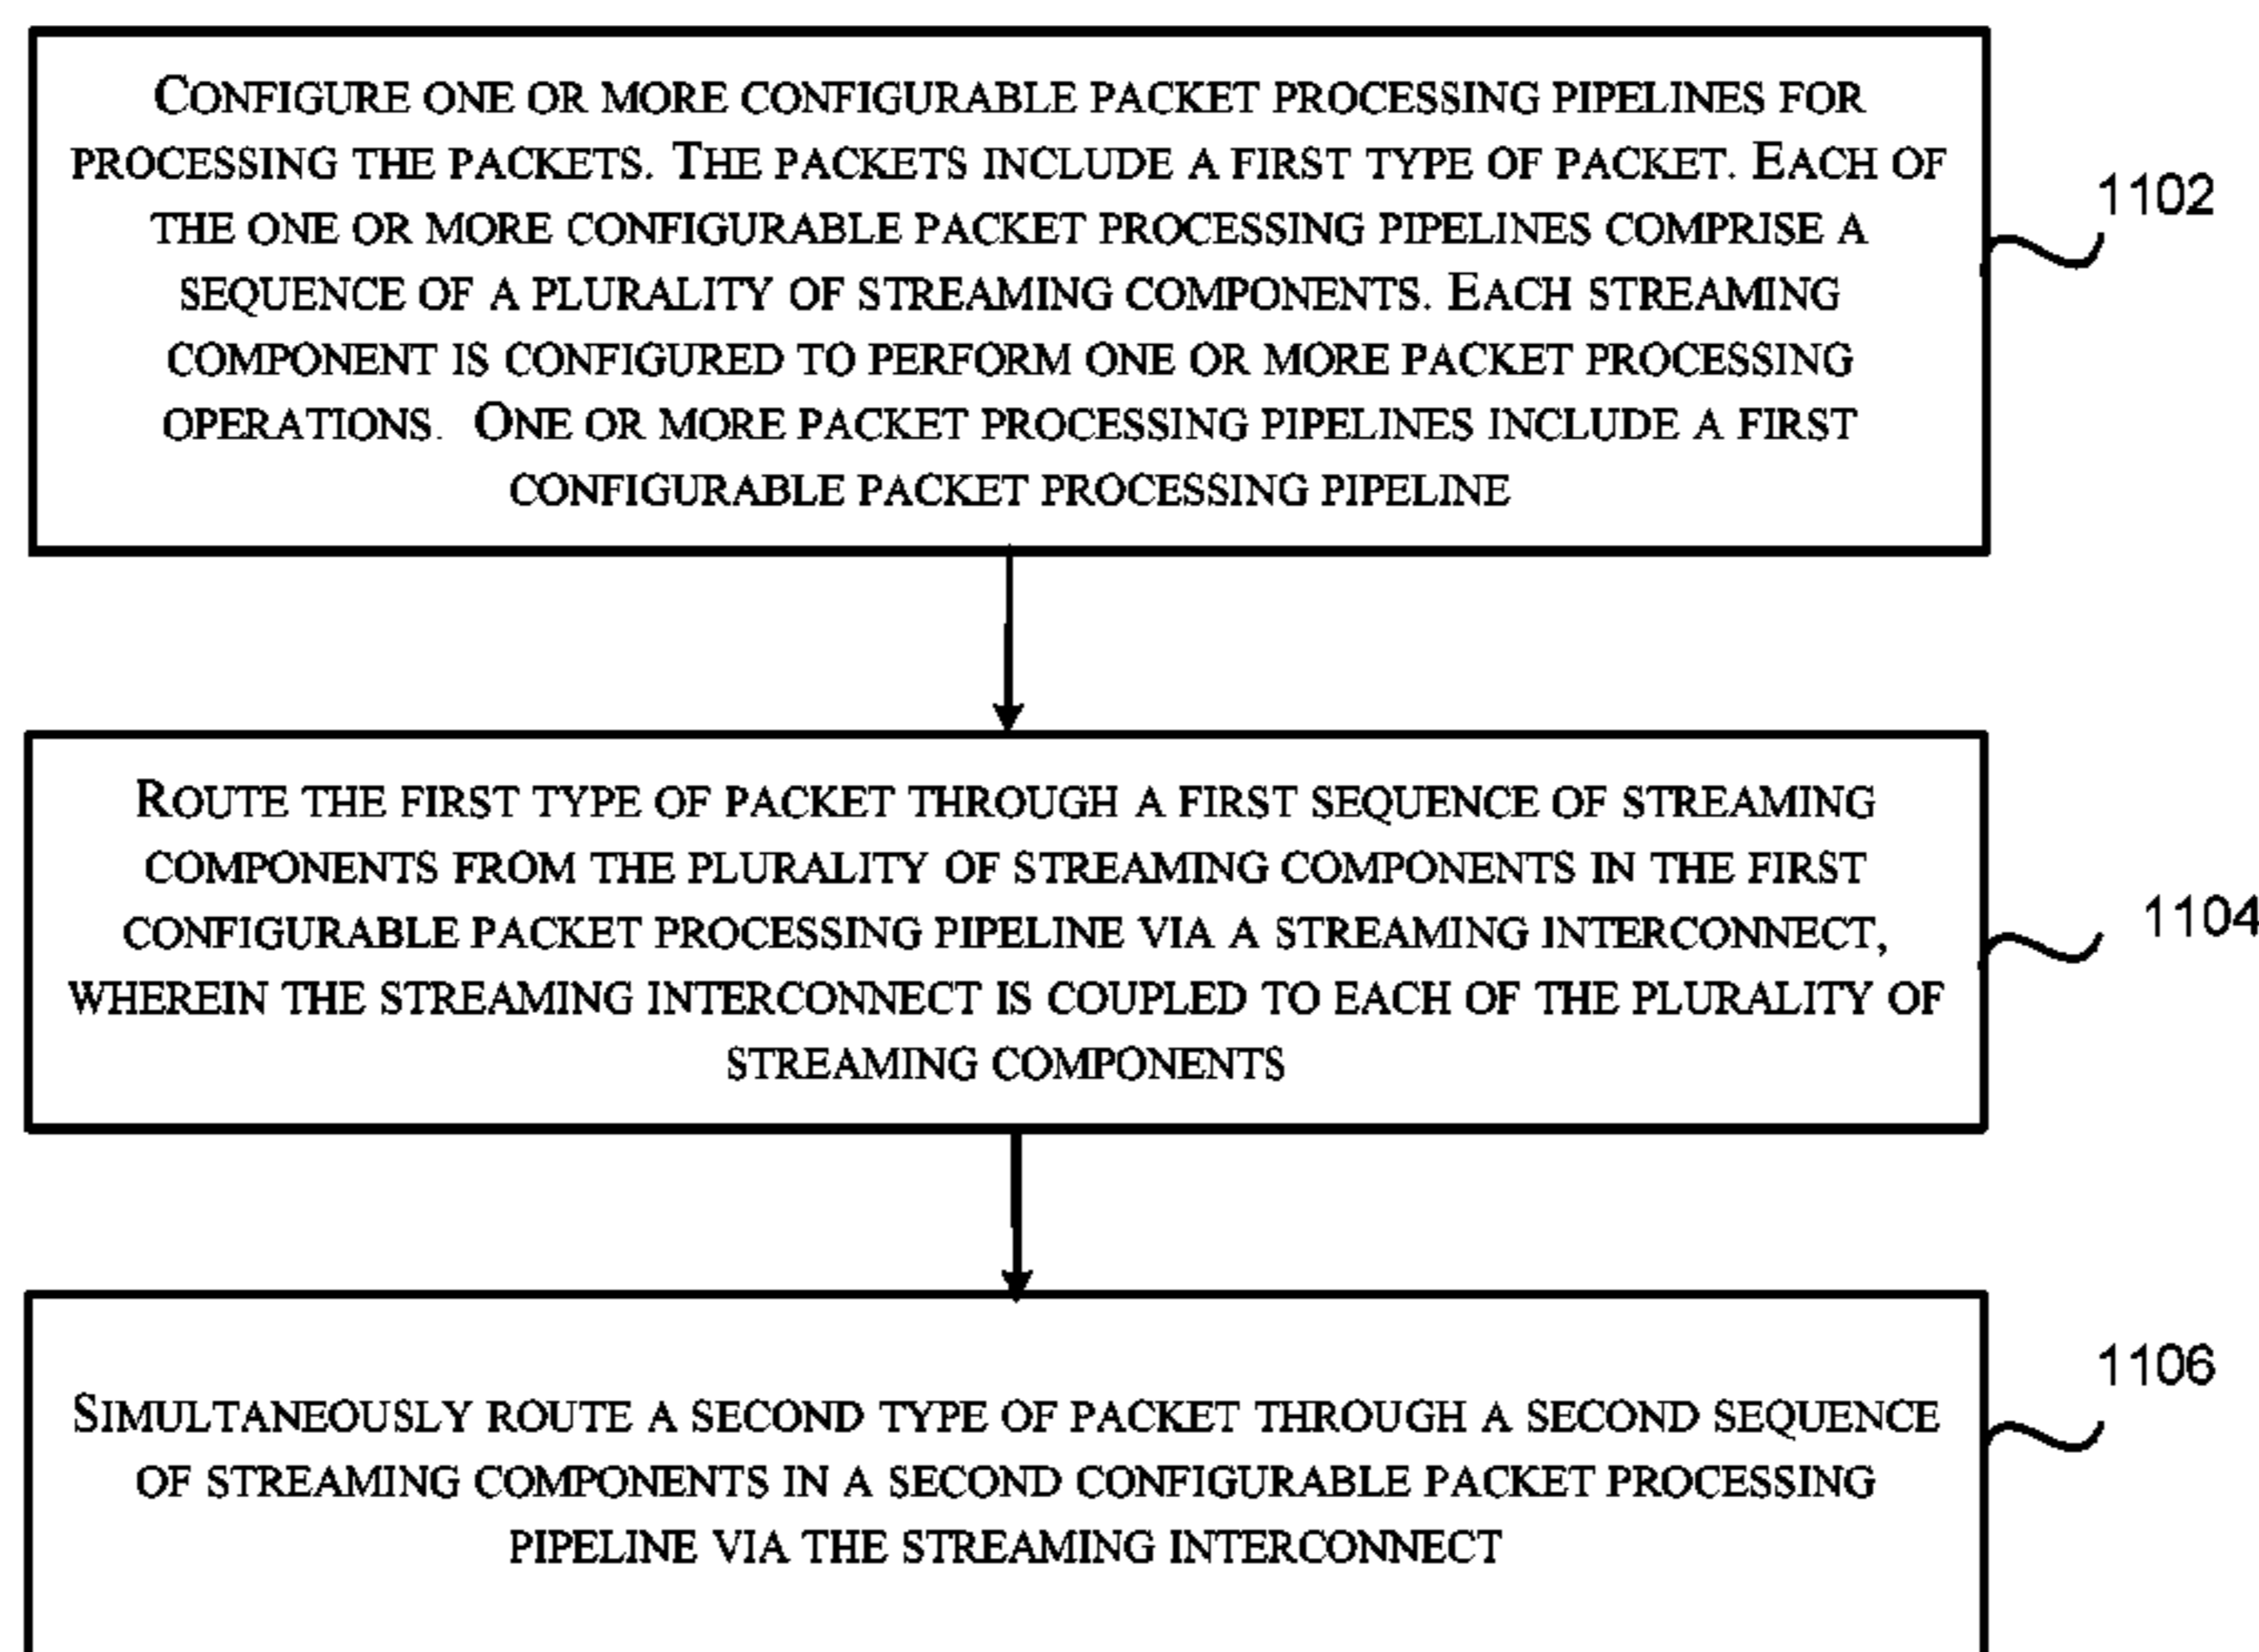 CONFIGURE ONE OR MORE CONFIGURABLE PACKET PROCESSING PIPELINES FOR
PROCESSING THE PACKETS. THE PACKETS INCLUDE A FIRST TYPE OF PACKET. EACH OF
THE ONE OR MORE CONFIGURABLE PACKET PROCESSING PIPELINES COMPRISE A
SEQUENCE OF A PLURALITY OF STREAMING COMPONENTS. EACH STREAMING
COMPONENT IS CONFIGURED TO PERFORM ONE OR MORE PACKET PROCESSING
OPERATIONS. ONE OR MORE PACKET PROCESSING PIPELINES INCLUDE A FIRST
CONFIGURABLE PACKET PROCESSING PIPELINE
1102
ROUTE THE FIRST TYPE OF PACKET THROUGH A FIRST SEQUENCE OF STREAMING
COMPONENTS FROM THE PLURALITY OF STREAMING COMPONENTS IN THE FIRST
CONFIGURABLE PACKET PROCESSING PIPELINE VIA A STREAMING INTERCONNECT,
WHEREIN THE STREAMING INTERCONNECT IS COUPLED TO EACH OF THE PLURALITY OF
STREAMING COMPONENTS
1104
SIMULTANEOUSLY ROUTE A SECOND TYPE OF PACKET THROUGH A SECOND SEQUENCE
OF STREAMING COMPONENTS IN A SECOND CONFIGURABLE PACKET PROCESSING
PIPELINE VIA THE STREAMING INTERCONNECT
1106